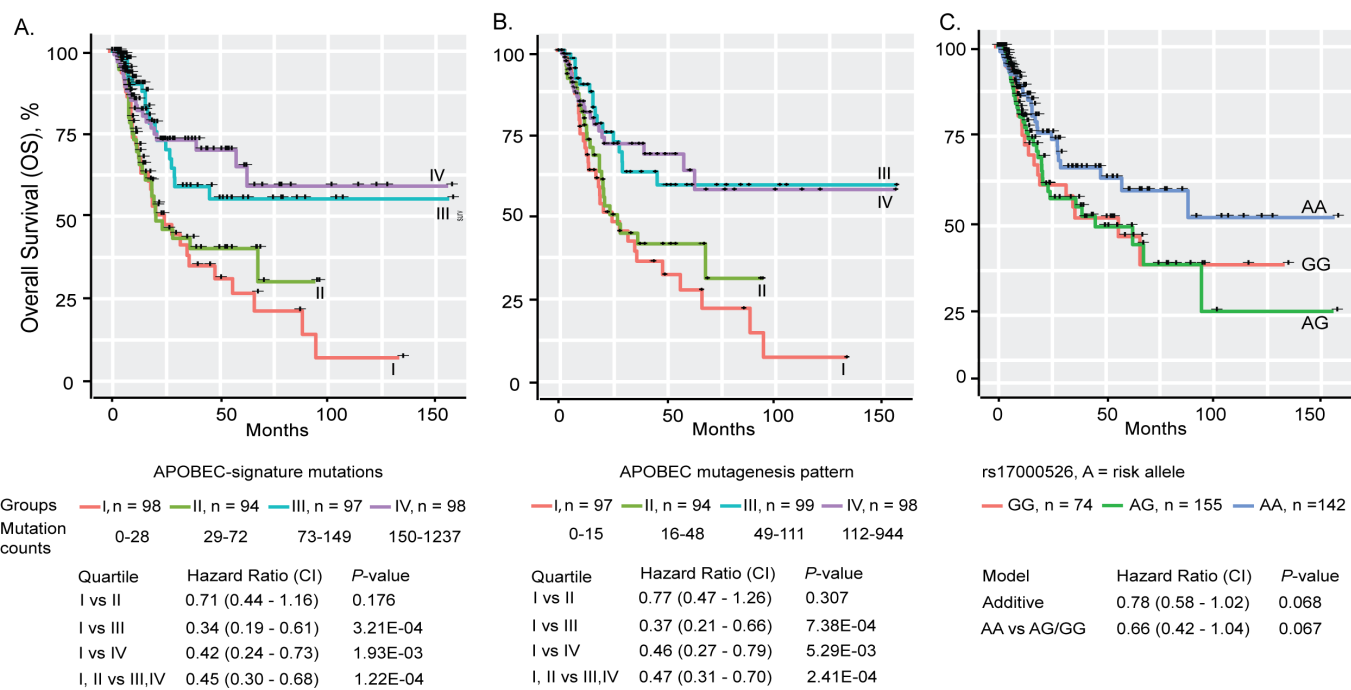 A.
B.
C.
Overall Survival (OS), %
100
75
50
25
0
IV
III
surv
II
I
0 50 100 150
Months
100
75
50
25
0
III
IV
II
I
0 50 100 150
Months
100
75
50
25
0
AA
GG
AG
0 50 100 150
Months
APOBEC-signature mutations
Groups I, n = 98 II, n = 94 III, n = 97 IV, n = 98
Mutation counts 0-28 29-72 73-149 150-1237
Quartile Hazard Ratio (CI) P-value
I vs II 0.71 (0.44 - 1.16) 0.176
I vs III 0.34 (0.19 - 0.61) 3.21E-04
I vs IV 0.42 (0.24 - 0.73) 1.93E-03
I, II vs III,IV 0.45 (0.30 - 0.68) 1.22E-04
APOBEC mutagenesis pattern
I, n = 97 II, n = 94 III, n = 99 IV, n = 98
0-15 16-48 49-111 112-944
Quartile Hazard Ratio (CI) P-value
I vs II 0.77 (0.47 - 1.26) 0.307
I vs III 0.37 (0.21 - 0.66) 7.38E-04
I vs IV 0.46 (0.27 - 0.79) 5.29E-03
I, II vs III,IV 0.47 (0.31 - 0.70) 2.41E-04
rs17000526, A = risk allele
GG, n = 74 AG, n = 155 AA, n =142
Model Hazard Ratio (CI) P-value
Additive 0.78 (0.58 - 1.02) 0.068
AA vs AG/GG 0.66 (0.42 - 1.04) 0.067